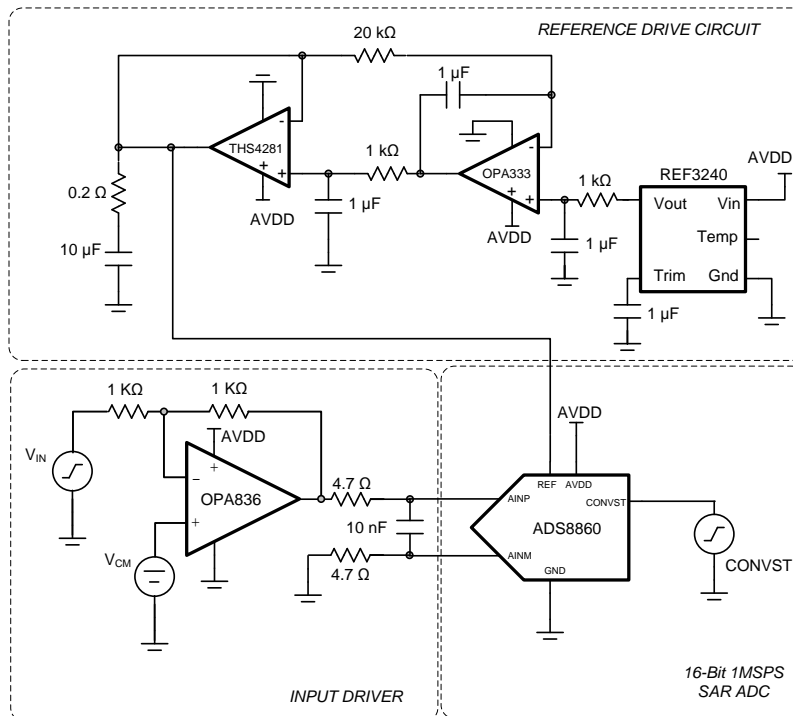 REFERENCE DRIVE CIRCUIT
20 kΩ
1 µF
-
THS4281
+
+
AVDD
1 kΩ
1 µF
-
OPA333
+
+
AVDD
1 kΩ
1 µF
REF3240
Vout
Vin
Temp
Trim
Gnd
AVDD
1 µF
0.2 Ω
10 µF
1 KΩ
1 KΩ
AVDD
VIN
+
−
OPA836
+
VCM
4.7 Ω
10 nF
4.7 Ω
INPUT DRIVER
AVDD
REF
AVDD
AINP
CONVST
ADS8860
AINM
GND
CONVST
16-Bit 1MSPS
SAR ADC